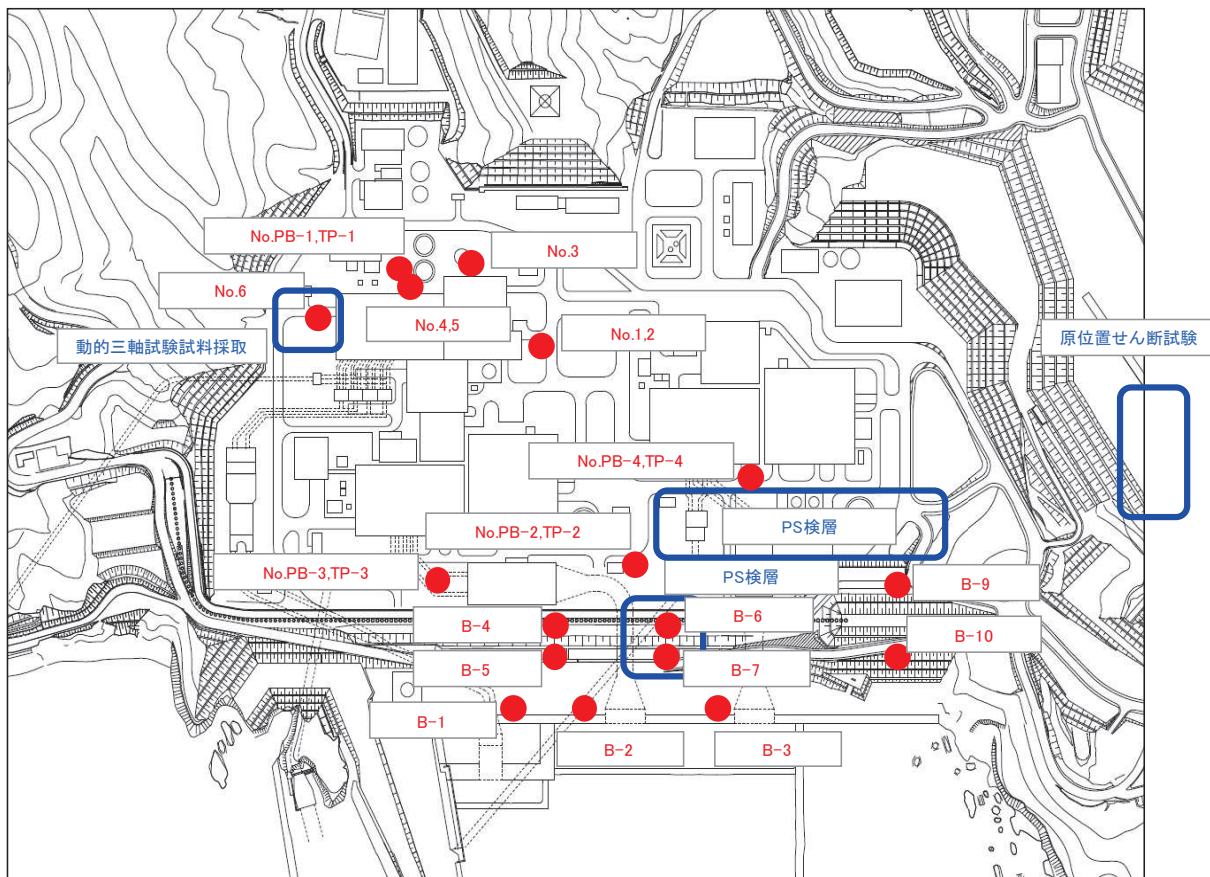 No.PB-1,TP-1
No.3
No.6
No.4,5
No.1,2
動的三軸試験試料採取
原位置せん断試験
No.PB-4,TP-4
No.PB-2,TP-2
PS検層
No.PB-3,TP-3
PS検層
B-9
B-4
B-6
B-5
B-7
B-10
B-1
B-2
B-3